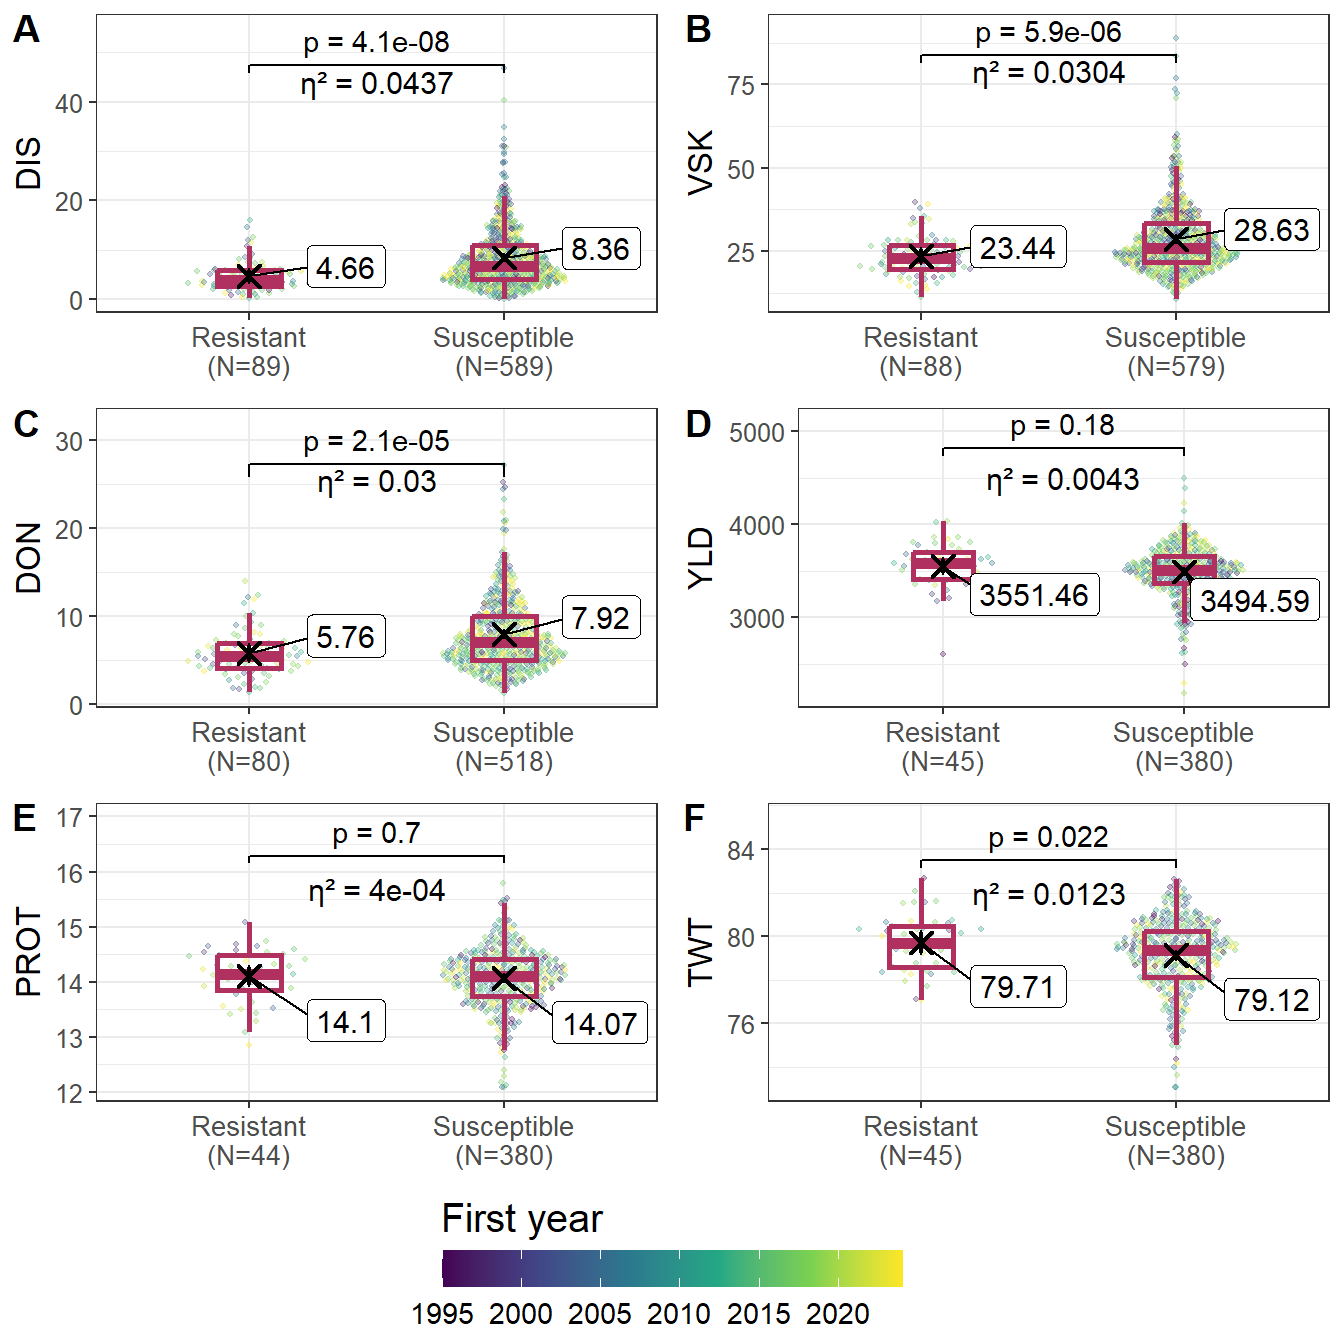 A
p = 4.1e-08
η² = 0.0437
DIS
40
20
0
4.66
8.36
Resistant
(N=89)
Susceptible
(N=589)
B
p = 5.9e-06
η² = 0.0304
VSK
75
50
25
23.44
28.63
Resistant
(N=88)
Susceptible
(N=579)
C
p = 2.1e-05
η² = 0.03
DON
30
20
10
0
5.76
7.92
Resistant
(N=80)
Susceptible
(N=518)
D
p = 0.18
η² = 0.0043
YLD
5000
4000
3000
3551.46
3494.59
Resistant
(N=45)
Susceptible
(N=380)
E
p = 0.7
η² = 4e-04
PROT
17
16
15
14
13
12
14.1
14.07
Resistant
(N=44)
Susceptible
(N=380)
F
p = 0.022
η² = 0.0123
TWT
84
80
76
79.71
79.12
Resistant
(N=45)
Susceptible
(N=380)
First year
1995 2000 2005 2010 2015 2020